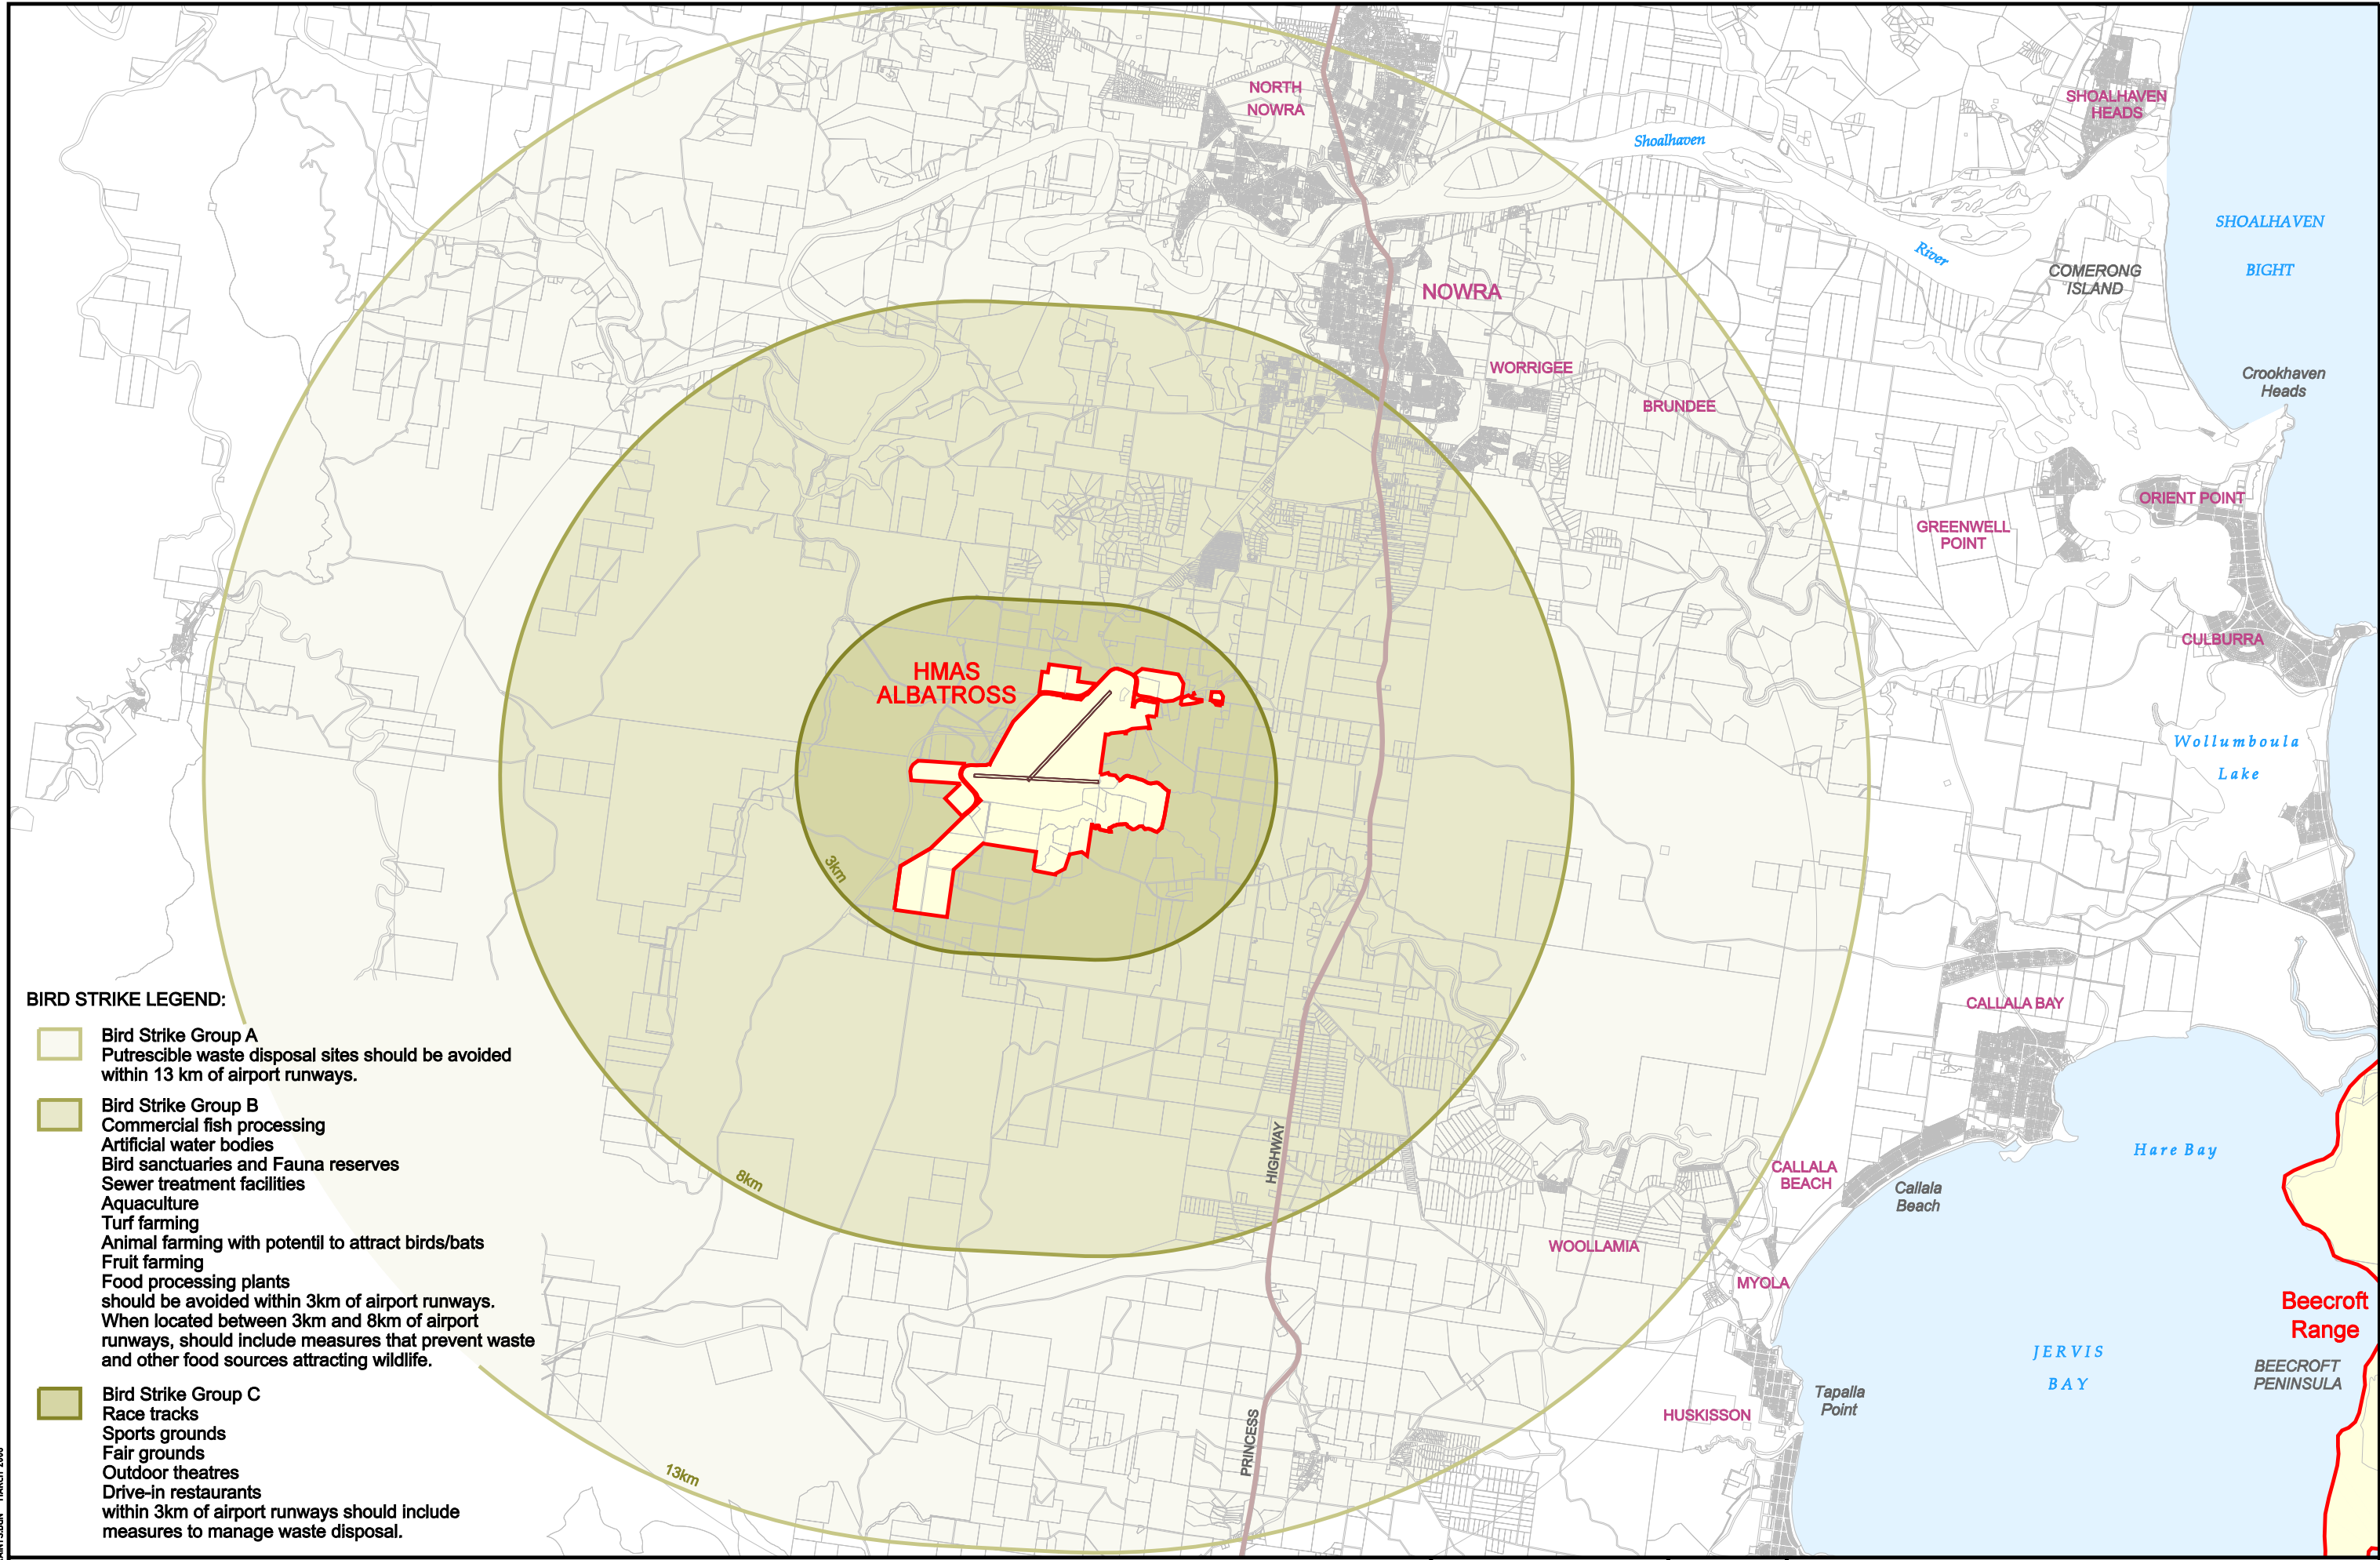 NORTH
NOWRA
SHOALHAVEN
HEADS
Shoalhaven
River
SHOALHAVEN
BIGHT
COMERONG
ISLAND
NOWRA
WORRIGEE
BRUNDEE
Crookhaven
Heads
ORIENT POINT
GREENWELL
POINT
CULBURRA
HMAS
ALBATROSS
Wollumboula
Lake
3km
CALLALA BAY
8km
HIGHWAY
CALLALA
BEACH
Callala
Beach
Hare Bay
WOOLLAMIA
MYOLA
Beecroft
Range
JERVIS
BAY
BEECROFT
PENINSULA
Tapalla
Point
HUSKISSON
PRINCESS
13km
BIRD STRIKE LEGEND:
Bird Strike Group A
Putrescible waste disposal sites should be avoided
within 13 km of airport runways.
Bird Strike Group B
Commercial fish processing
Artificial water bodies
Bird sanctuaries and Fauna reserves
Sewer treatment facilities
Aquaculture
Turf farming
Animal farming with potentil to attract birds/bats
Fruit farming
Food processing plants
should be avoided within 3km of airport runways.
When located between 3km and 8km of airport
runways, should include measures that prevent waste
and other food sources attracting wildlife.
Bird Strike Group C
Race tracks
Sports grounds
Fair grounds
Outdoor theatres
Drive-in restaurants
within 3km of airport runways should include
measures to manage waste disposal.